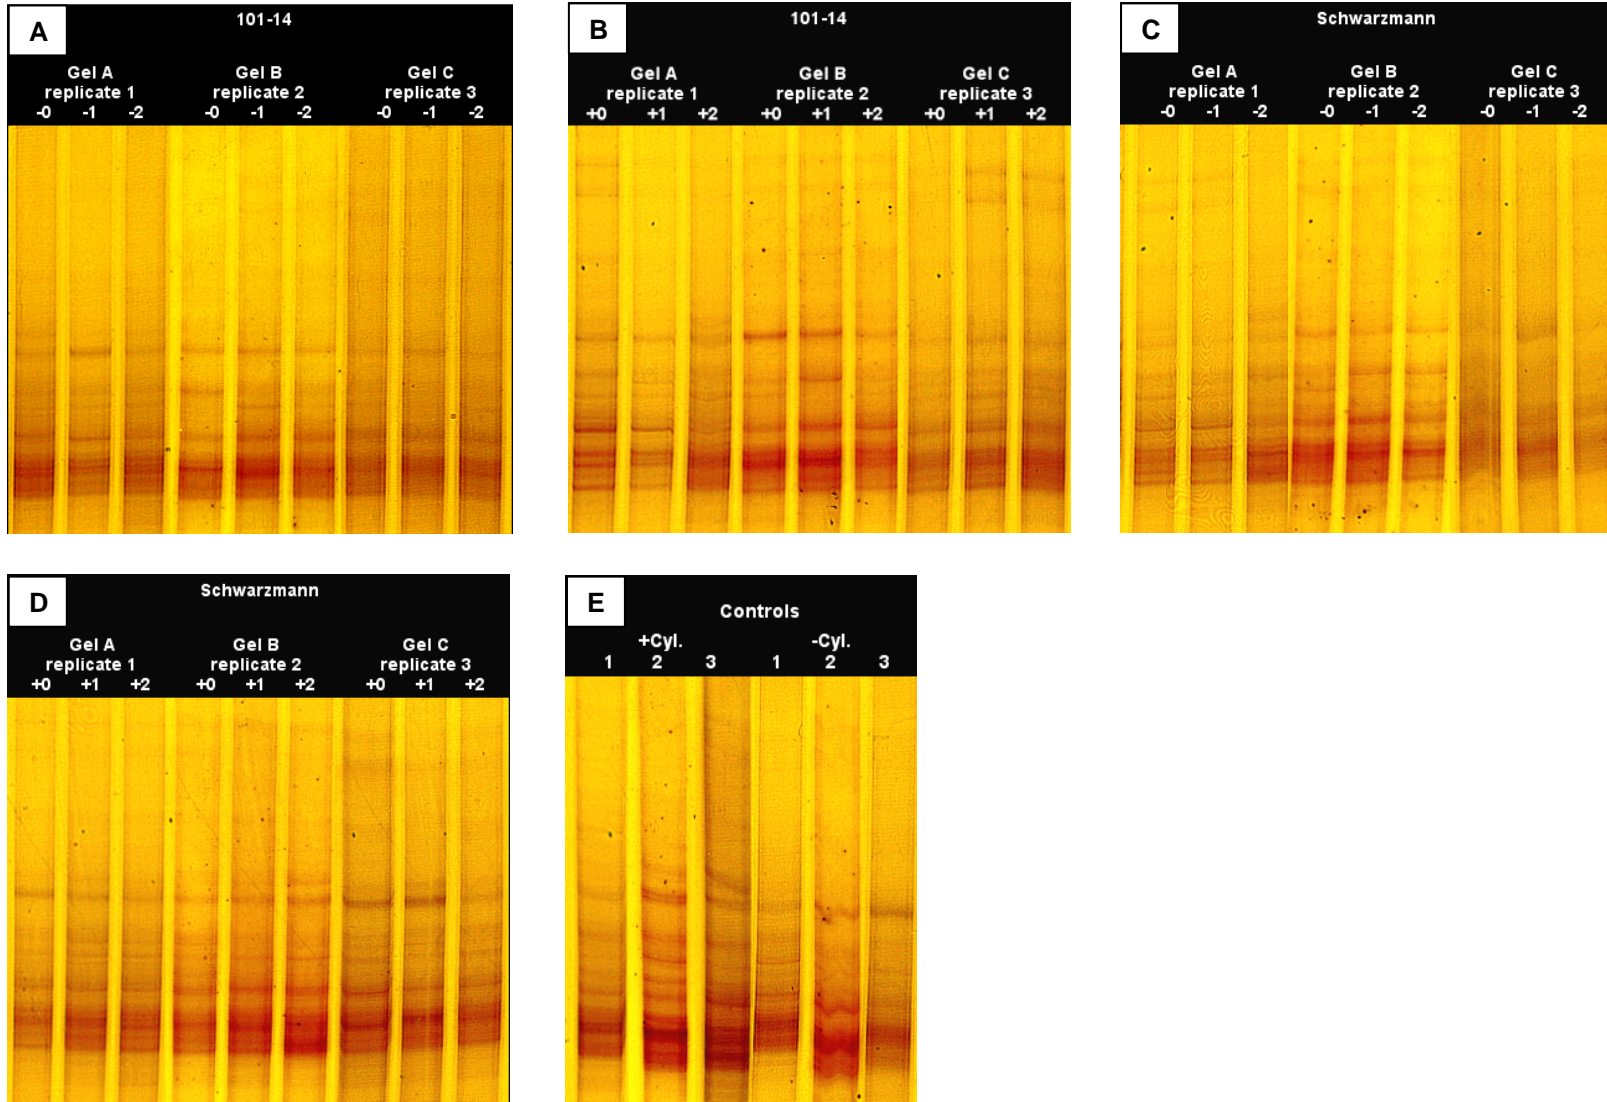 A
101-14
Gel A Gel B Gel C
replicate 1 replicate 2 replicate 3
-0 -1 -2 -0 -1 -2 -0 -1 -2
B
101-14
Gel A Gel B Gel C
replicate 1 replicate 2 replicate 3
+0 +1 +2 +0 +1 +2 +0 +1 +2
C
Schwarzmann
Gel A Gel B Gel C
replicate 1 replicate 2 replicate 3
-0 -1 -2 -0 -1 -2 -0 -1 -2
D
Schwarzmann
Gel A Gel B Gel C
replicate 1 replicate 2 replicate 3
+0 +1 +2 +0 +1 +2 +0 +1 +2
E
Controls
+Cyl. -Cyl.
1 2 3 1 2 3